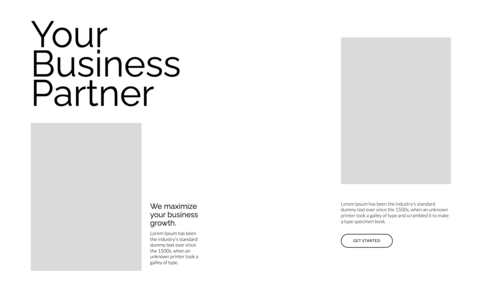 Your
Business
Partner
We maximize
your business
growth.
Lorem Ipsum has been
the industry's standard
dummy text ever since
the 1500s, when an
unknown printer took a
galley of type.
Lorem Ipsum has been the industry's standard
dummy text ever since the 1500s, when an unknown
printer took a galley of type and scrambled it to make
a type specimen book.
GET STARTED